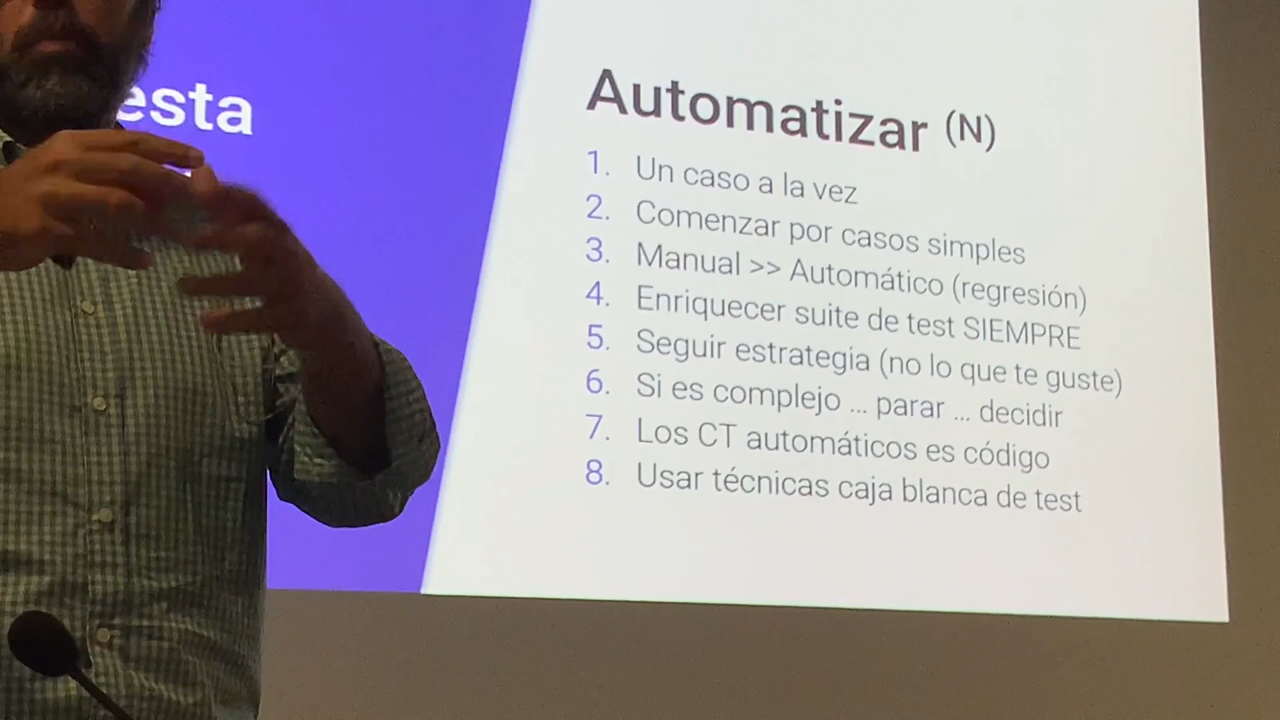 esta
Automatizar (N)
1. Un caso a la vez
2. Comenzar por casos simples
3. Manual >> Automático (regresión)
4. Enriquecer suite de test SIEMPRE
5. Seguir estrategia (no lo que te guste)
6. Si es complejo ... parar ... decidir
7. Los CT automáticos es código
8. Usar técnicas caja blanca de test